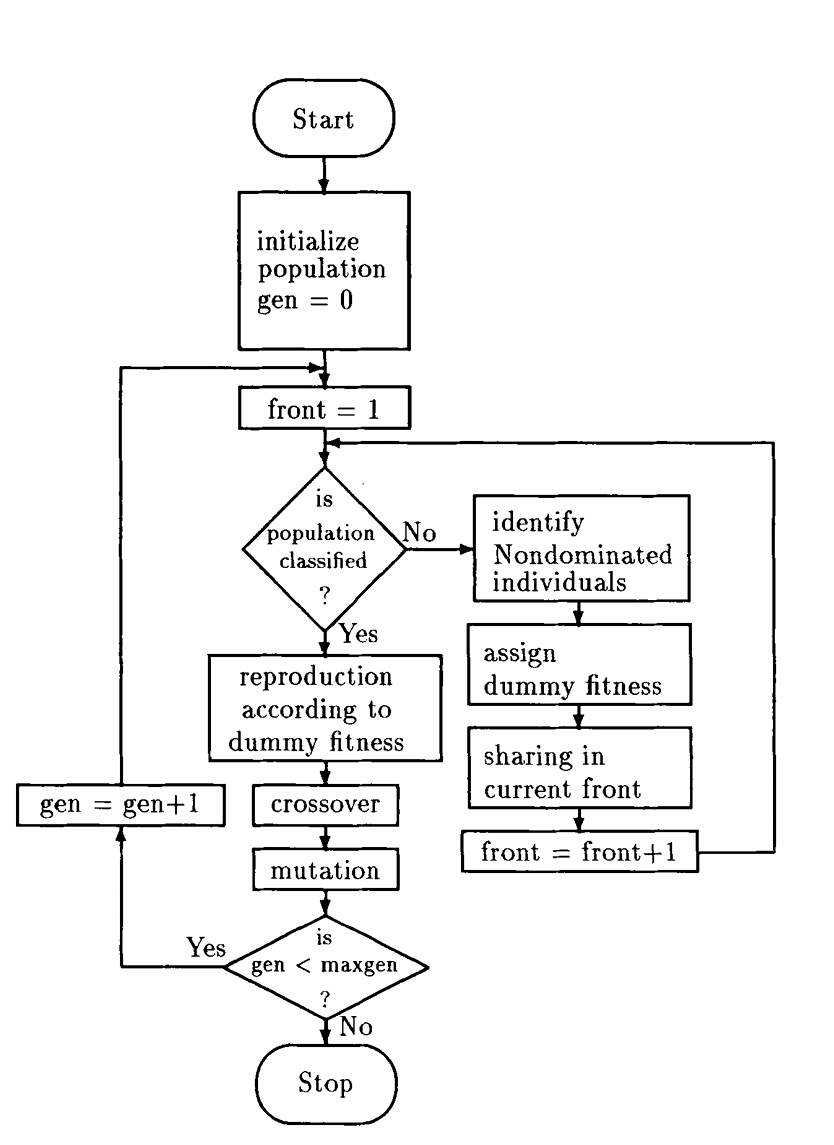 Start
initialize
population
gen = 0
front = 1
is
population
classified
?
No
Yes
identify
Nondominated
individuals
assign
dummy fitness
sharing in
current front
front = front+1
reproduction
according to
dummy fitness
gen = gen+1
crossover
mutation
Yes
is
gen < maxgen
?
No
Stop